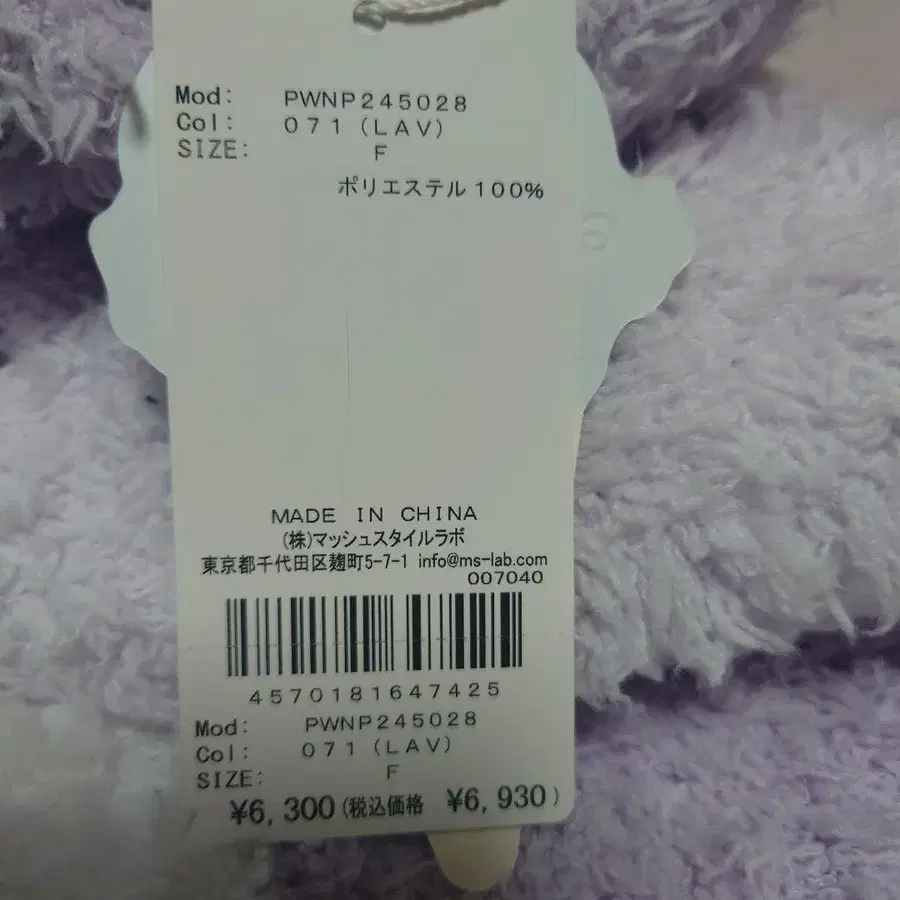 Mod: PWNP245028
Col: 071(LAV)
SIZE: F
ポリエステル100%
MADE IN CHINA
(株)マッシュスタイルラボ
東京都千代田区麹町5-7-1 info@ms-lab.com
007040
4570181647425
Mod: PWNP245028
Col: 071(LAV)
SIZE: F
¥6,300(税込価格 ¥6,930)